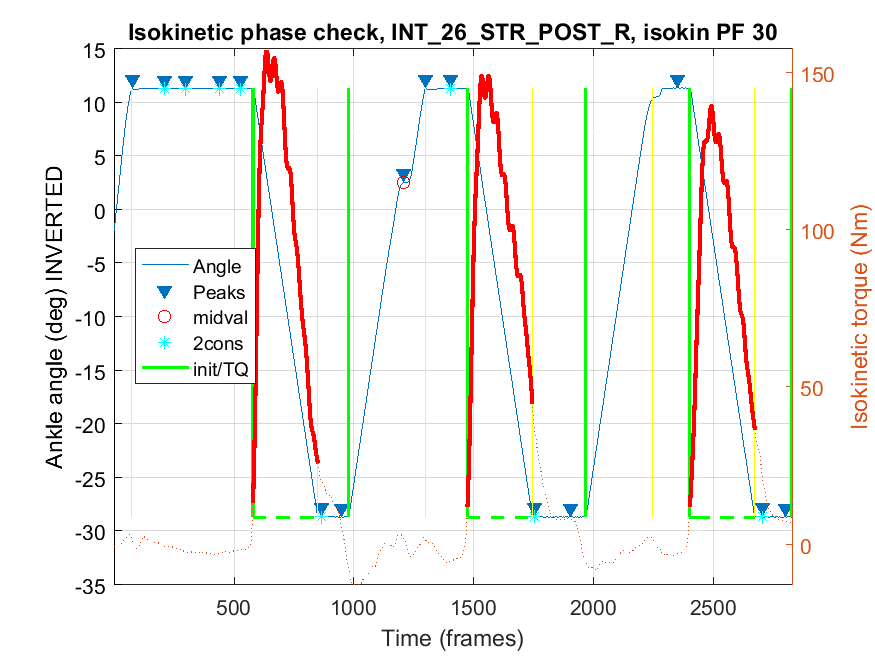 Isokinetic phase check, INT_26_STR_POST_R, isokin PF 30
15
10
5
0
-5
-10
-15
-20
-25
-30
-35
Ankle angle (deg) INVERTED
Angle
Peaks
midval
2cons
init/TQ
150
100
50
0
Isokinetic torque (Nm)
500
1000
1500
2000
2500
Time (frames)